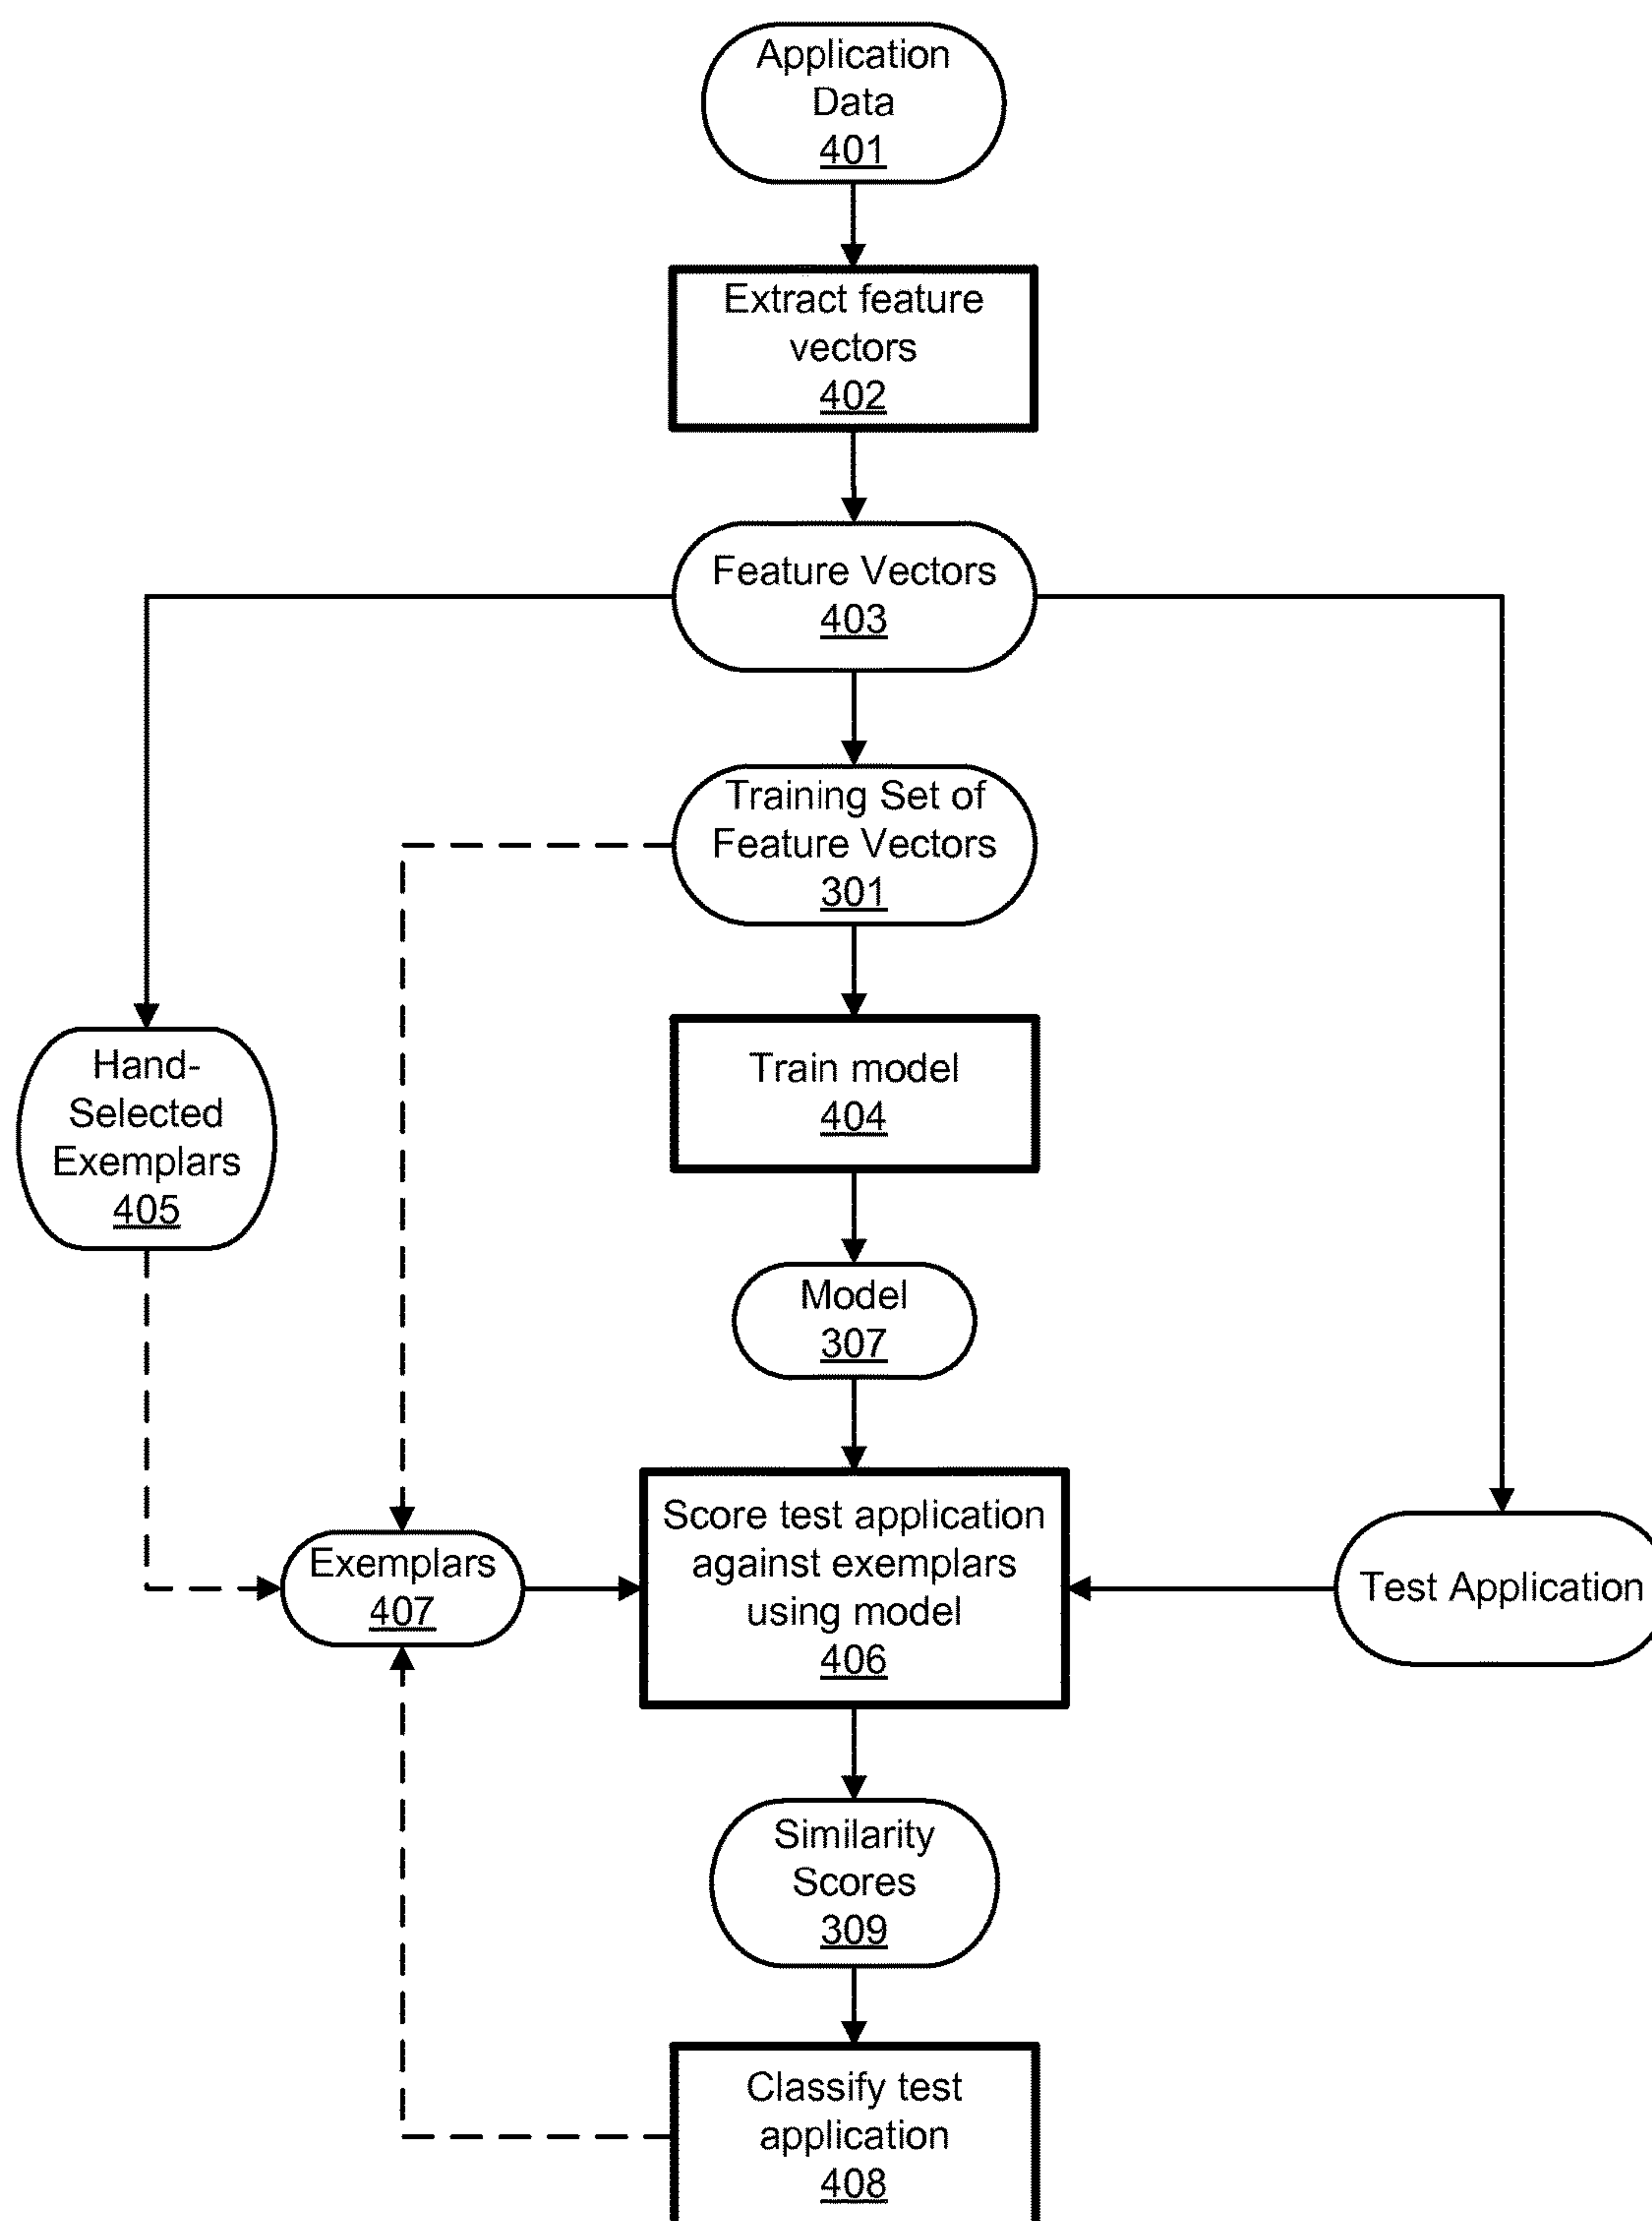 Application
Data
401
Extract feature
vectors
402
Feature Vectors
403
Training Set of
Feature Vectors
301
Train model
404
Hand-
Selected
Exemplars
405
Model
307
Exemplars
407
Score test application
against exemplars
using model
406
Test Application
Similarity
Scores
309
Classify test
application
408